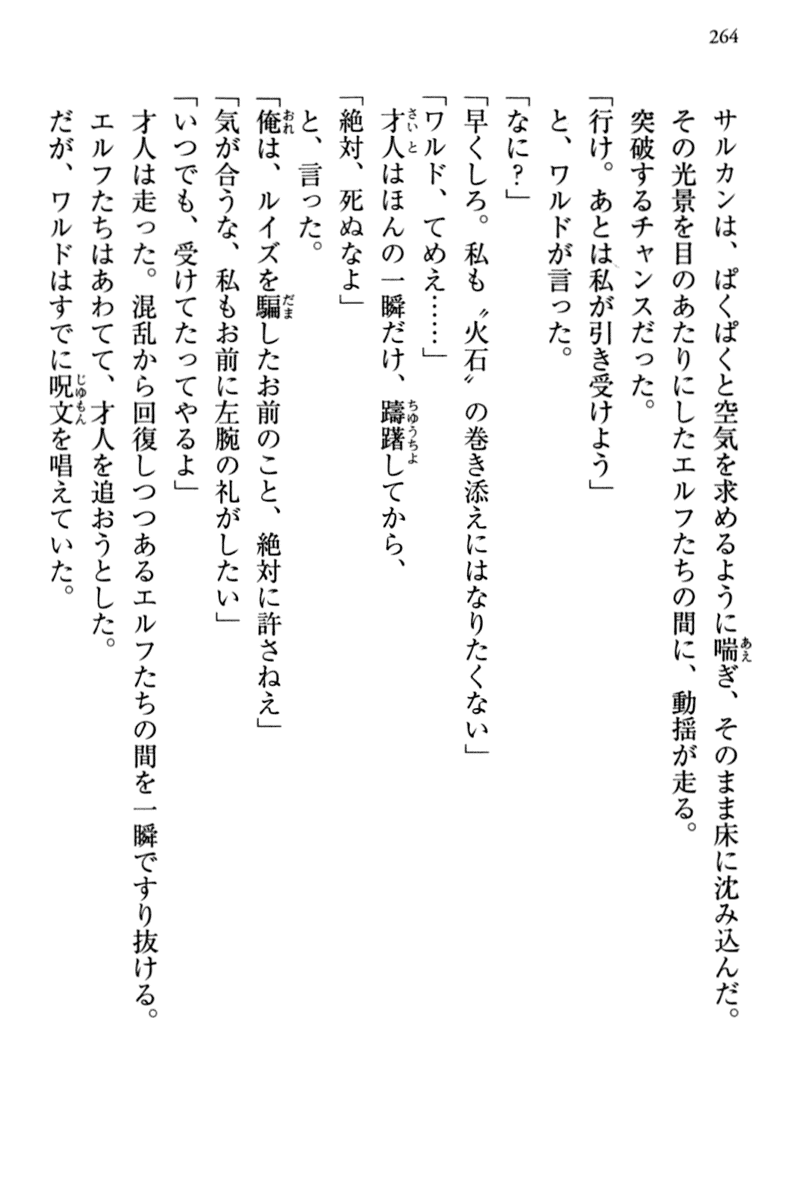 264
サルカンは、ぱくぱくと空気を求めるように喘ぎ、そのまま床に沈み込んだ。
その光景を目のあたりにしたエルフたちの間に、動揺が走る。
突破するチャンスだった。
「行け。あとは私が引き受けよう」
と、ワルドが言った。
「なに？」
「早くしろ。私も〝火石〟の巻き添えにはなりたくない」
「ワルド、てめえ……」
才人はほんの一瞬だけ、躊躇してから、
「絶対、死ぬなよ」
と、言った。
「俺は、ルイズを騙したお前のこと、絶対に許さねえ」
「気が合うな、私もお前に左腕の礼がしたい」
「いつでも、受けてたってやるよ」
才人は走った。混乱から回復しつつあるエルフたちの間を一瞬ですり抜ける。
エルフたちはあわてて、才人を追おうとした。
だが、ワルドはすでに呪文を唱えていた。